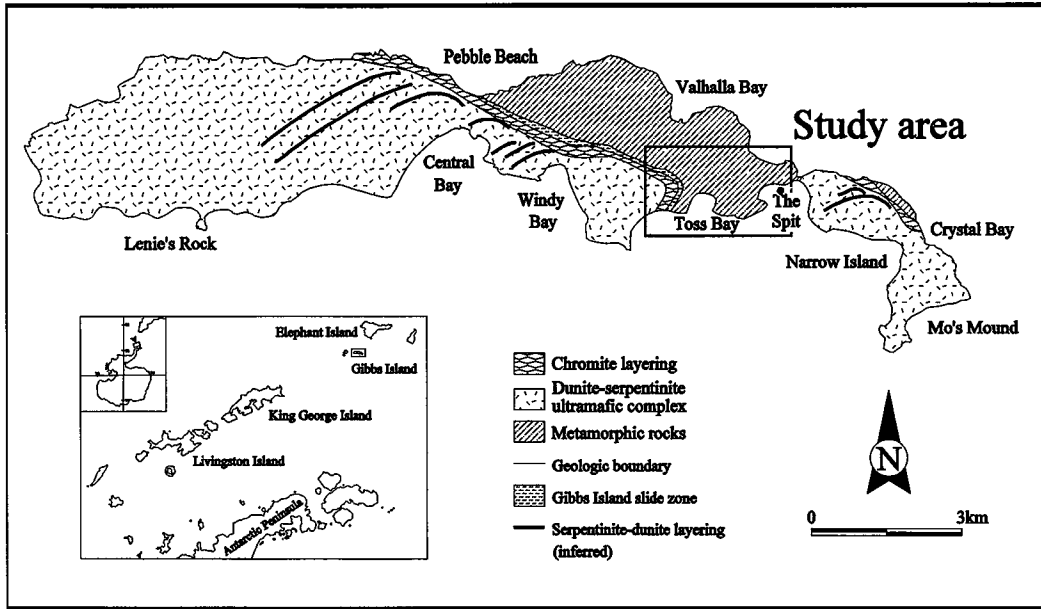 Pebble Beach
Valhalla Bay
Study area
Central
Bay
Windy
Bay
Toss Bay
The
Spit
Crystal Bay
Lenie's Rock
Narrow Island
Mo's Mound
Elephant Island
Gibbs Island
King George Island
Livingston Island
Antarctic Peninsula
Chromite layering
Dunite-serpentinite
ultramafic complex
Metamorphic rocks
Geologic boundary
Gibbs Island slide zone
Serpentinite-dunite layering
(inferred)
N
0 3km